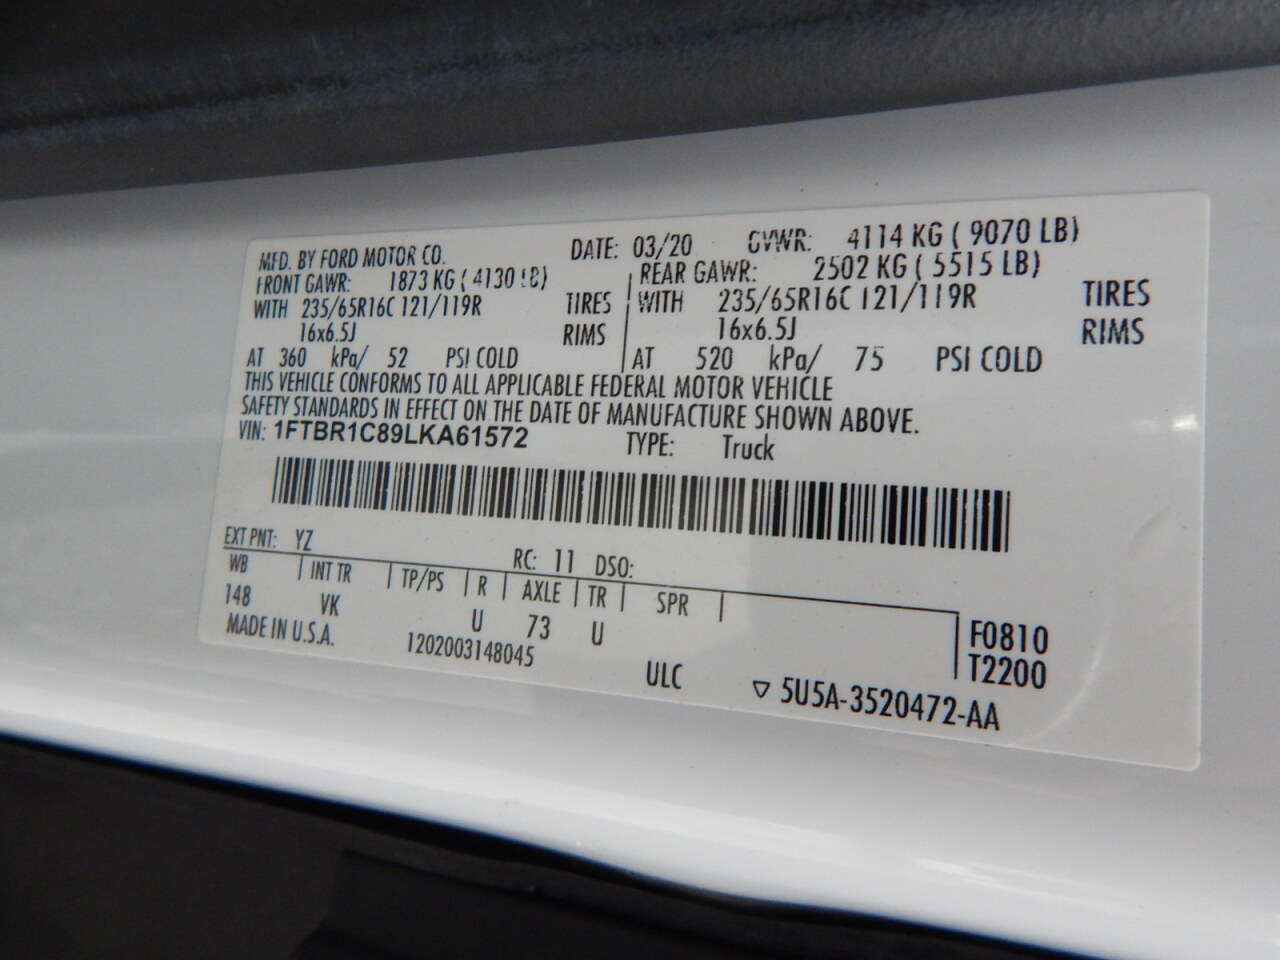 MFD. BY FORD MOTOR CO. DATE: 03/20 GVWR: 4114 KG ( 9070 LB)
FRONT GAWR: 1873 KG ( 4130 LB) REAR GAWR: 2502 KG ( 5515 LB)
WITH 235/65R16C 121/119R TIRES WITH 235/65R16C 121/119R TIRES
16x6.5J RIMS 16x6.5J RIMS
AT 360 kPa/ 52 PSI COLD AT 520 kPa/ 75 PSI COLD
THIS VEHICLE CONFORMS TO ALL APPLICABLE FEDERAL MOTOR VEHICLE
SAFETY STANDARDS IN EFFECT ON THE DATE OF MANUFACTURE SHOWN ABOVE.
VIN: 1FTBR1C89LKA61572 TYPE: Truck
EXT PNT: YZ RC: 11 DSO:
WB INT TR TP/PS R AXLE TR SPR
148 VK U 73 U F0810
T2200
MADE IN U.S.A. 1202003148045 ULC ▽ 5U5A-3520472-AA